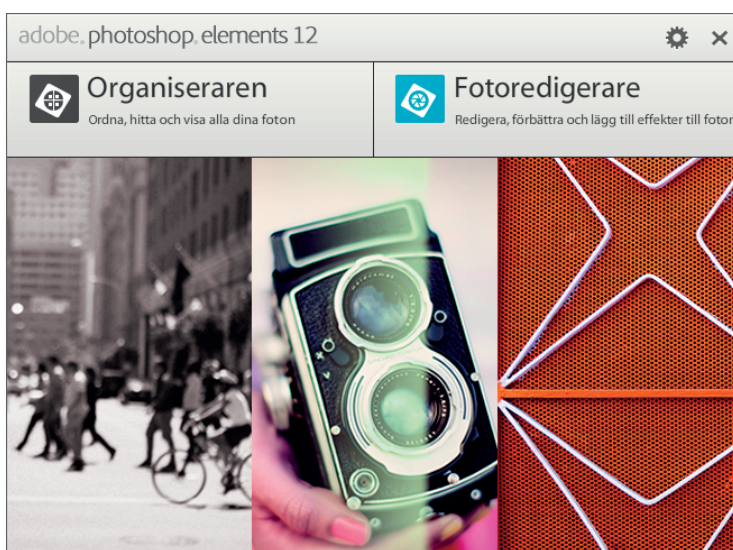 adobe. photoshop. elements 12
Organiseraren
Ordna, hitta och visa alla dina foton
Fotoredigerare
Redigera, förbättra och lägg till effekter till foton